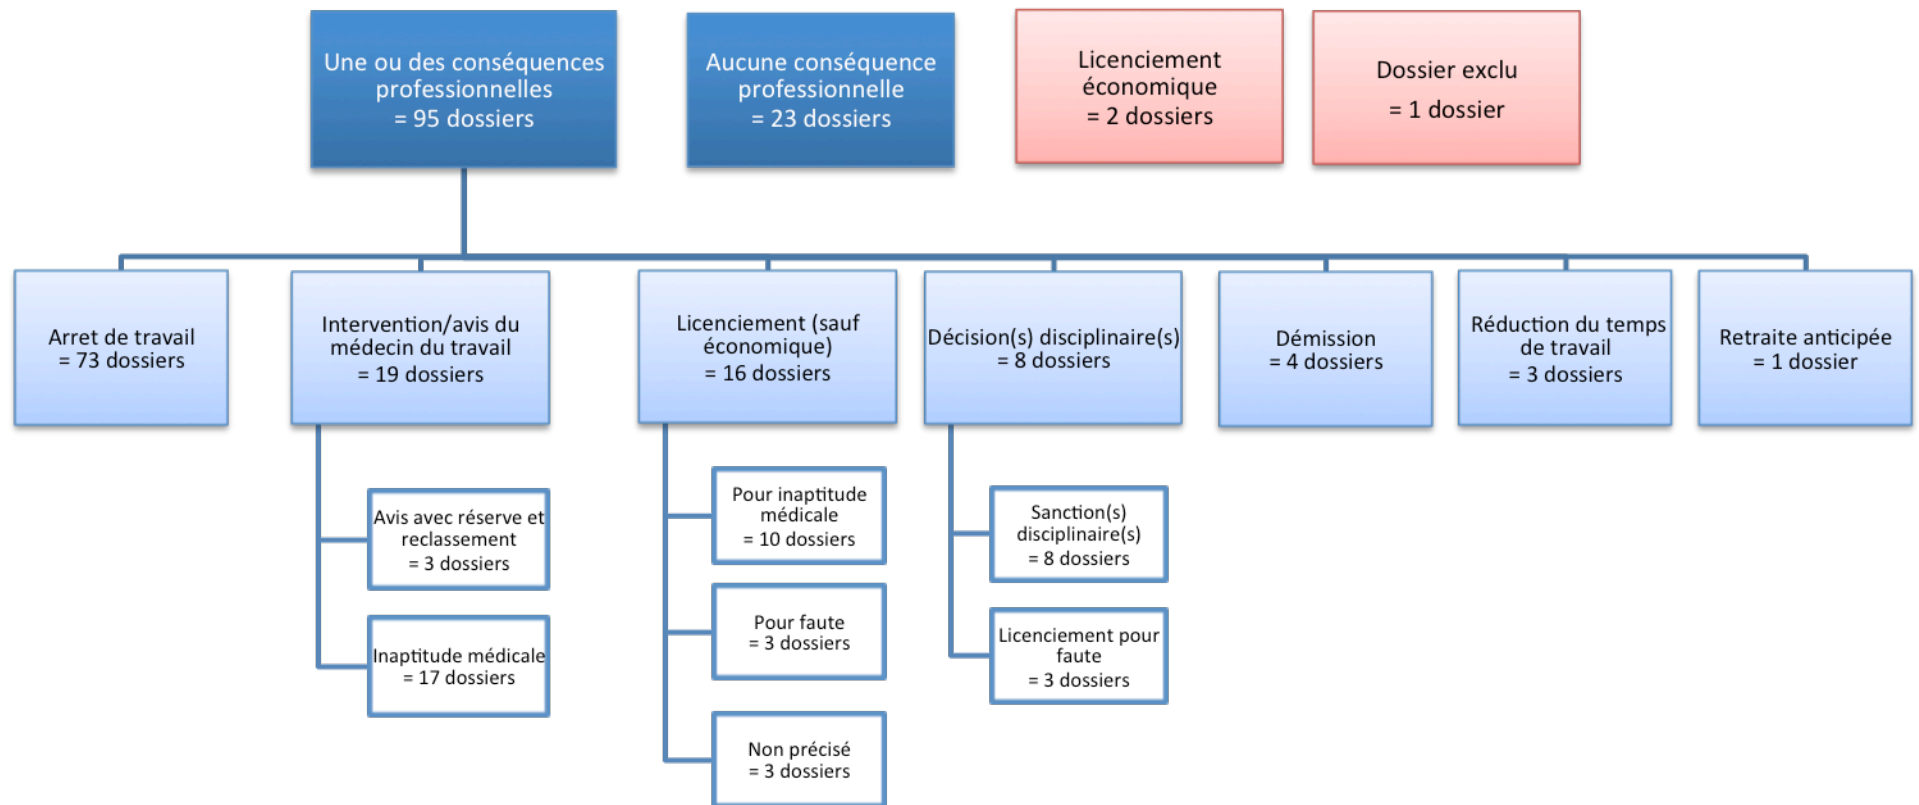 Une ou des conséquences
professionnelles
= 95 dossiers
Aucune conséquence
professionnelle
= 23 dossiers
Licenciement
économique
= 2 dossiers
Dossier exclu
= 1 dossier
Arret de travail
= 73 dossiers
Intervention/avis du
médecin du travail
= 19 dossiers
Licenciement (sauf
économique)
= 16 dossiers
Décision(s) disciplinaire(s)
= 8 dossiers
Démission
= 4 dossiers
Réduction du temps
de travail
= 3 dossiers
Retraite anticipée
= 1 dossier
Avis avec réserve et
reclassement
= 3 dossiers
Inaptitude médicale
= 17 dossiers
Pour inaptitude
médicale
= 10 dossiers
Pour faute
= 3 dossiers
Non précisé
= 3 dossiers
Sanction(s)
disciplinaire(s)
= 8 dossiers
Licenciement pour
faute
= 3 dossiers